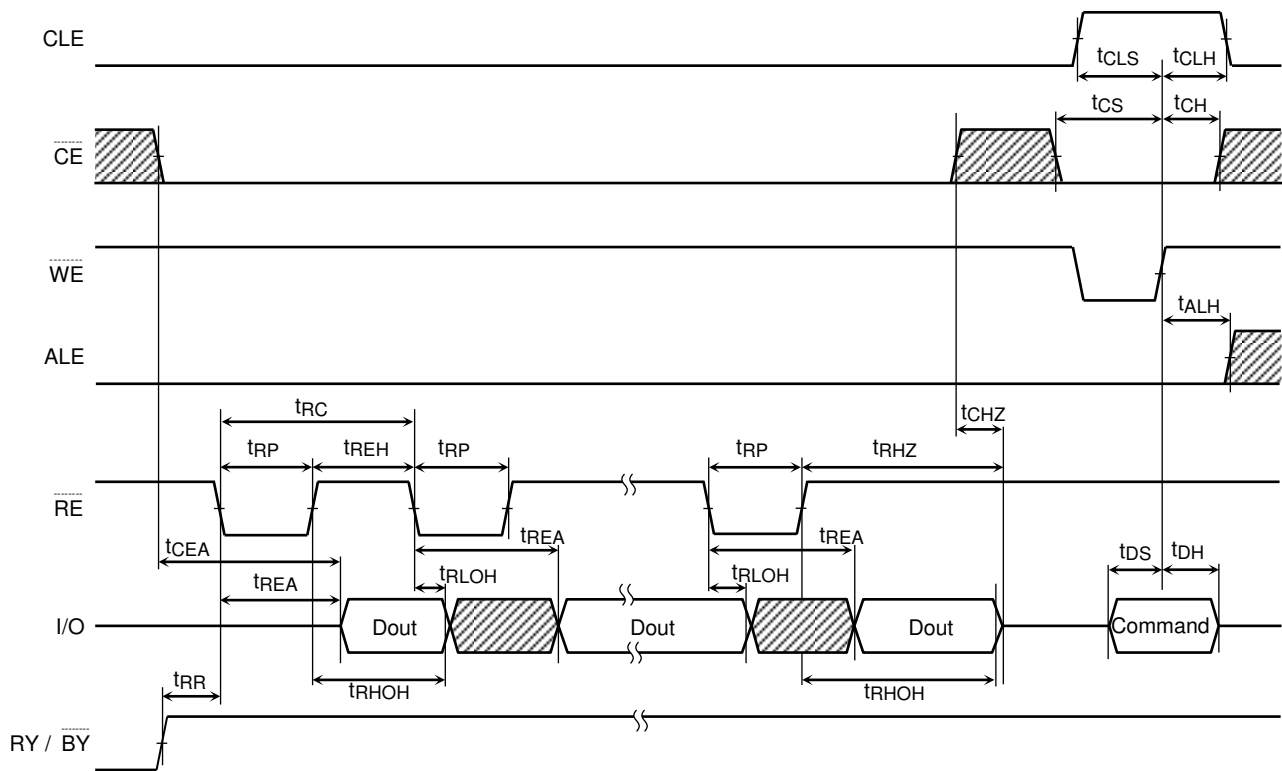 CLE
tCLS tCLH
tCS tCH
CE
WE
tALH
ALE
tRC
tCHZ
tRP tREH tRP tRP tRHZ
RE
tCEA tREA tREA
tREA tRLOH tRLOH tDS tDH
I/O Dout Dout Dout Command
tRR tRHOH tRHOH
RY / BY